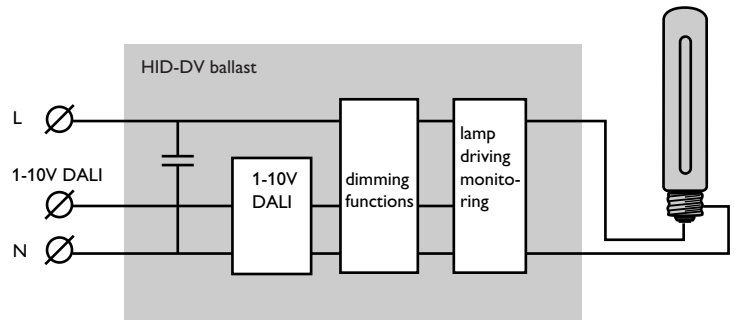 HID-DV ballast
L
1-10V DALI
N
1-10V
DALI
dimming
functions
lamp
driving
monito-
ring